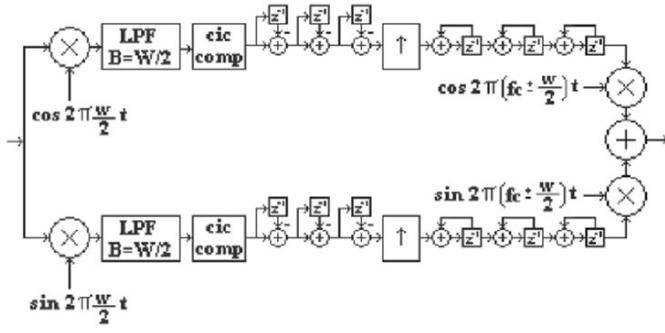 z⁻¹ z⁻¹ z⁻¹
LPF
B=W/2
cic
comp
↑
z⁻¹ z⁻¹ z⁻¹
cos 2π w/2 t
cos 2π(fc ± w/2) t
sin 2π(fc ± w/2) t
z⁻¹ z⁻¹ z⁻¹
LPF
B=W/2
cic
comp
↑
z⁻¹ z⁻¹ z⁻¹
sin 2π w/2 t